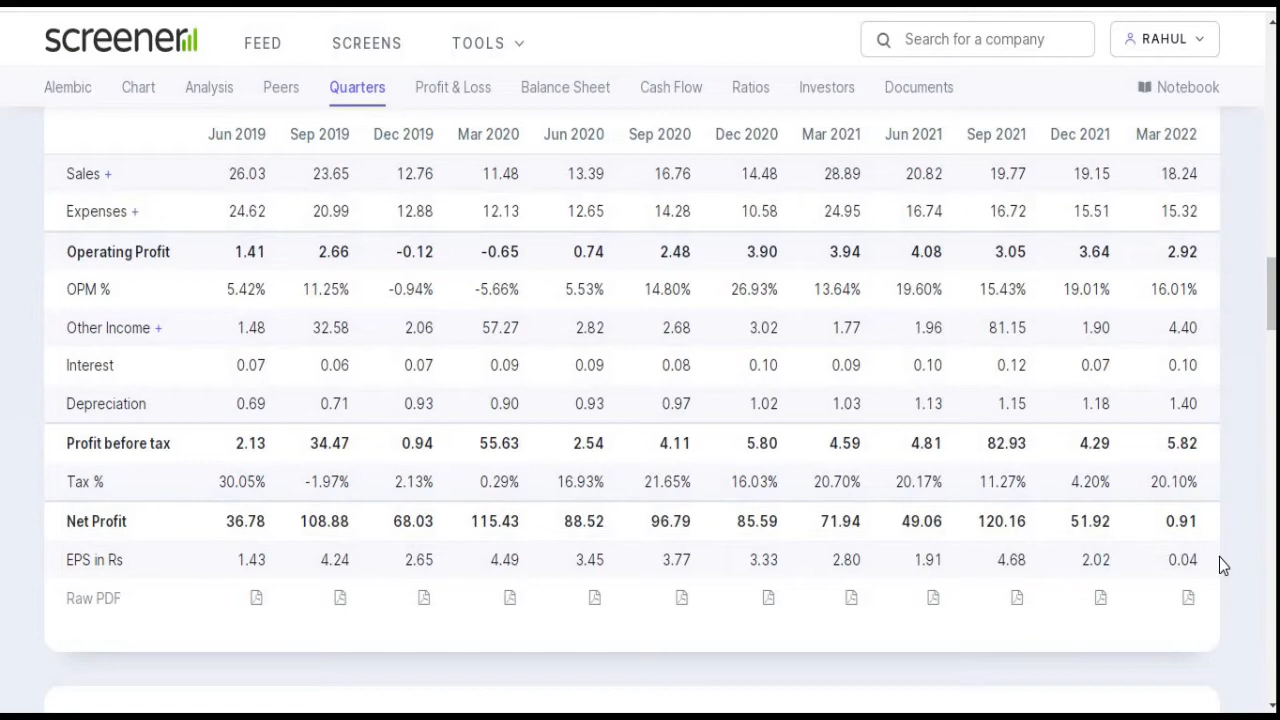 screener FEED SCREENS TOOLS Search for a company RAHUL
Alembic Chart Analysis Peers Quarters Profit & Loss Balance Sheet Cash Flow Ratios Investors Documents Notebook
Jun 2019 Sep 2019 Dec 2019 Mar 2020 Jun 2020 Sep 2020 Dec 2020 Mar 2021 Jun 2021 Sep 2021 Dec 2021 Mar 2022
Sales + 26.03 23.65 12.76 11.48 13.39 16.76 14.48 28.89 20.82 19.77 19.15 18.24
Expenses + 24.62 20.99 12.88 12.13 12.65 14.28 10.58 24.95 16.74 16.72 15.51 15.32
Operating Profit 1.41 2.66 -0.12 -0.65 0.74 2.48 3.90 3.94 4.08 3.05 3.64 2.92
OPM % 5.42% 11.25% -0.94% -5.66% 5.53% 14.80% 26.93% 13.64% 19.60% 15.43% 19.01% 16.01%
Other Income + 1.48 32.58 2.06 57.27 2.82 2.68 3.02 1.77 1.96 81.15 1.90 4.40
Interest 0.07 0.06 0.07 0.09 0.09 0.08 0.10 0.09 0.10 0.12 0.07 0.10
Depreciation 0.69 0.71 0.93 0.90 0.93 0.97 1.02 1.03 1.13 1.15 1.18 1.40
Profit before tax 2.13 34.47 0.94 55.63 2.54 4.11 5.80 4.59 4.81 82.93 4.29 5.82
Tax % 30.05% -1.97% 2.13% 0.29% 16.93% 21.65% 16.03% 20.70% 20.17% 11.27% 4.20% 20.10%
Net Profit 36.78 108.88 68.03 115.43 88.52 96.79 85.59 71.94 49.06 120.16 51.92 0.91
EPS in Rs 1.43 4.24 2.65 4.49 3.45 3.77 3.33 2.80 1.91 4.68 2.02 0.04
Raw PDF